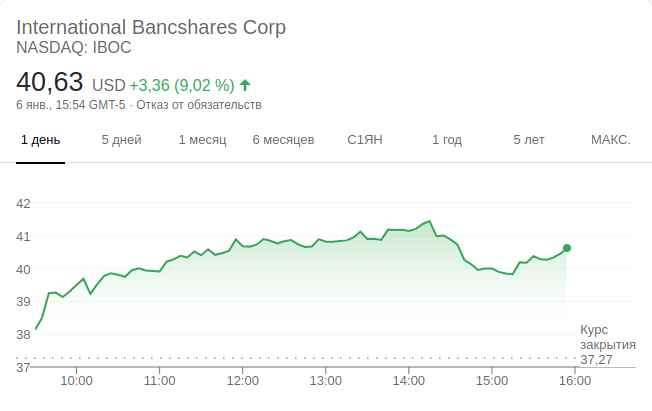 International Bancshares Corp
NASDAQ: IBOC
40,63 USD +3,36 (9,02 %)
6 янв., 15:54 GMT-5 · Отказ от обязательств
1 день 5 дней 1 месяц 6 месяцев С1ЯН 1 год 5 лет МАКС.
42
41
40
39
38
Курс
закрытия
37,27
37
10:00 11:00 12:00 13:00 14:00 15:00 16:00